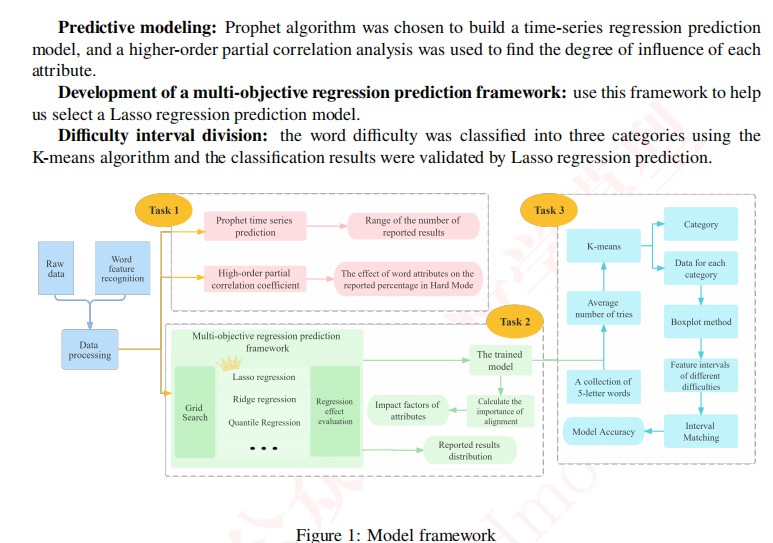 Predictive modeling: Prophet algorithm was chosen to build a time-series regression prediction
model, and a higher-order partial correlation analysis was used to find the degree of influence of each
attribute.
Development of a multi-objective regression prediction framework: use this framework to help
us select a Lasso regression prediction model.
Difficulty interval division: the word difficulty was classified into three categories using the
K-means algorithm and the classification results were validated by Lasso regression prediction.
Raw
data
Word
feature
recognition
Data
processing
Task 1
Prophet time series
prediction
Range of the number of
reported results
High-order partial
correlation coefficient
The effect of word attributes on the
reported percentage in Hard Mode
Task 2
Multi-objective regression prediction
framework
Grid
Search
Lasso regression
Ridge regression
Quantile Regression
• • •
Regression
effect
evaluation
The trained
model
Calculate the
importance of
alignment
Impact factors of
attributes
Reported results
distribution
Task 3
K-means
Category
Data for each
category
Average
number of tries
Boxplot method
A collection of
5-letter words
Feature intervals
of different
difficulties
Model Accuracy
Interval
Matching
Figure 1: Model framework